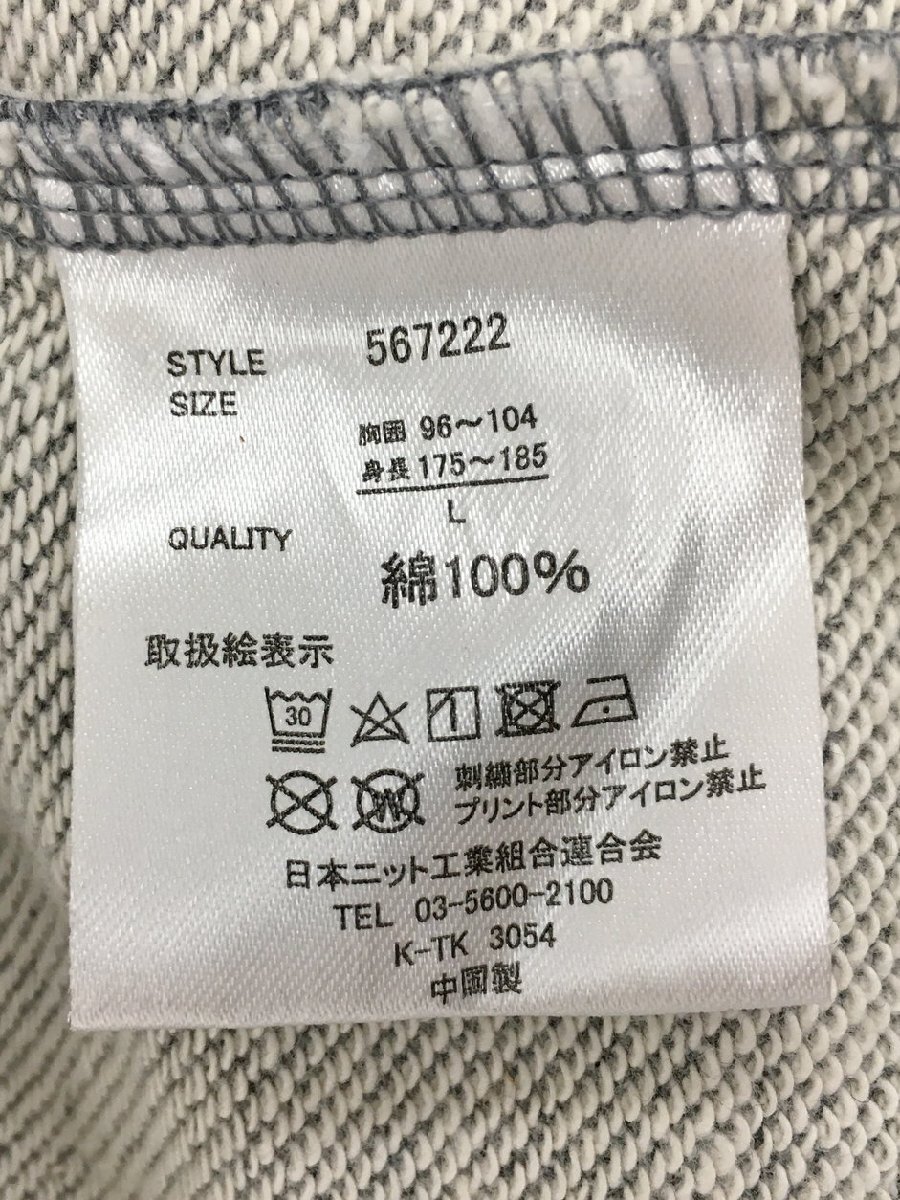 STYLE 567222
SIZE
胸囲 96～104
身長 175～185
L
QUALITY
綿100%
取扱絵表示
30
W
刺繍部分アイロン禁止
プリント部分アイロン禁止
日本ニット工業組合連合会
TEL 03-5600-2100
K-TK 3054
中国製